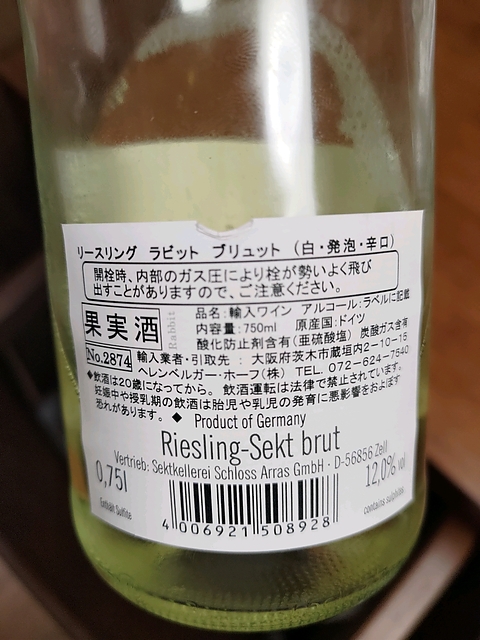 リースリング ラビット ブリュット (白・発泡・辛口)
開栓時、内部のガス圧により栓が勢いよく飛び
出すことがありますので、ご注意ください。
果実酒
Rabbit
No.2874
品名:輸入ワイン アルコール:ラベルに記載
内容量:750ml 原産国:ドイツ
酸化防止剤含有(亜硫酸塩) 炭酸ガス含有
輸入業者・引取先:大阪府茨木市蔵垣内2-10-15
ヘレンベルガー・ホーフ(株) TEL. 072-624-7540
◆飲酒は20歳になってから。飲酒運転は法律で禁止されています。
妊娠中や授乳期の飲酒は胎児や乳児の発育に悪影響をおよぼす
恐れがあります。 ◆ Product of Germany
Riesling-Sekt brut
Vertrieb: Sektkellerei Schloss Arras GmbH · D-56856 Zell
0,75l
12,0% vol
Enthält Sulfite
contains sulphites
4 006921 508928